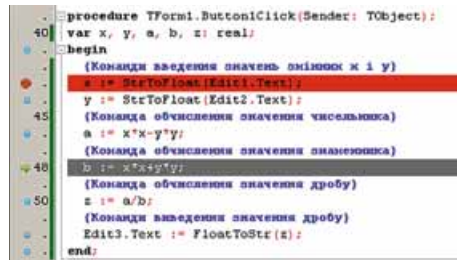 procedure TForm1.Button1Click(Sender: TObject);
40 var x, y, a, b, z: real;
begin
{Команди введення значень змінних x і y}
x := StrToFloat(Edit1.Text);
y := StrToFloat(Edit2.Text);
45 {Команда обчислення значення чисельника}
a := x*x-y*y;
{Команда обчислення значення знаменника}
48 b := x*x+y*y;
{Команда обчислення значення дробу}
50 z := a/b;
{Команди виведення значення дробу}
Edit3.Text := FloatToStr(z);
end;